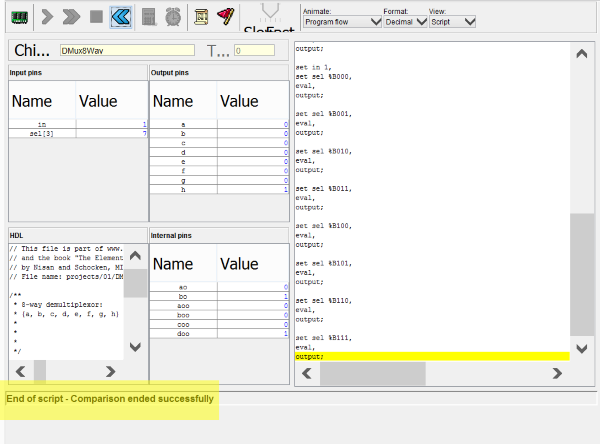 Animate:
Format:
View:
Program flow
Decimal
Script
Chi...
DMux8Way
T...
0
Input pins
Name
Value
in
1
sel[3]
7
Output pins
Name
Value
a
0
b
0
c
0
d
0
e
0
f
0
g
0
h
1
HDL
// This file is part of www.
// and the book "The Element
// by Nisan and Schocken, MI
// File name: projects/01/DM
/**
* 8-way demultiplexor:
* {a, b, c, d, e, f, g, h}
*
*
*
*/
Internal pins
Name
Value
ao
0
bo
1
aoo
0
boo
0
coo
0
doo
1
output;
set in 1,
set sel %B000,
eval,
output;
set sel %B001,
eval,
output;
set sel %B010,
eval,
output;
set sel %B011,
eval,
output;
set sel %B100,
eval,
output;
set sel %B101,
eval,
output;
set sel %B110,
eval,
output;
set sel %B111,
eval,
output;
End of script - Comparison ended successfully